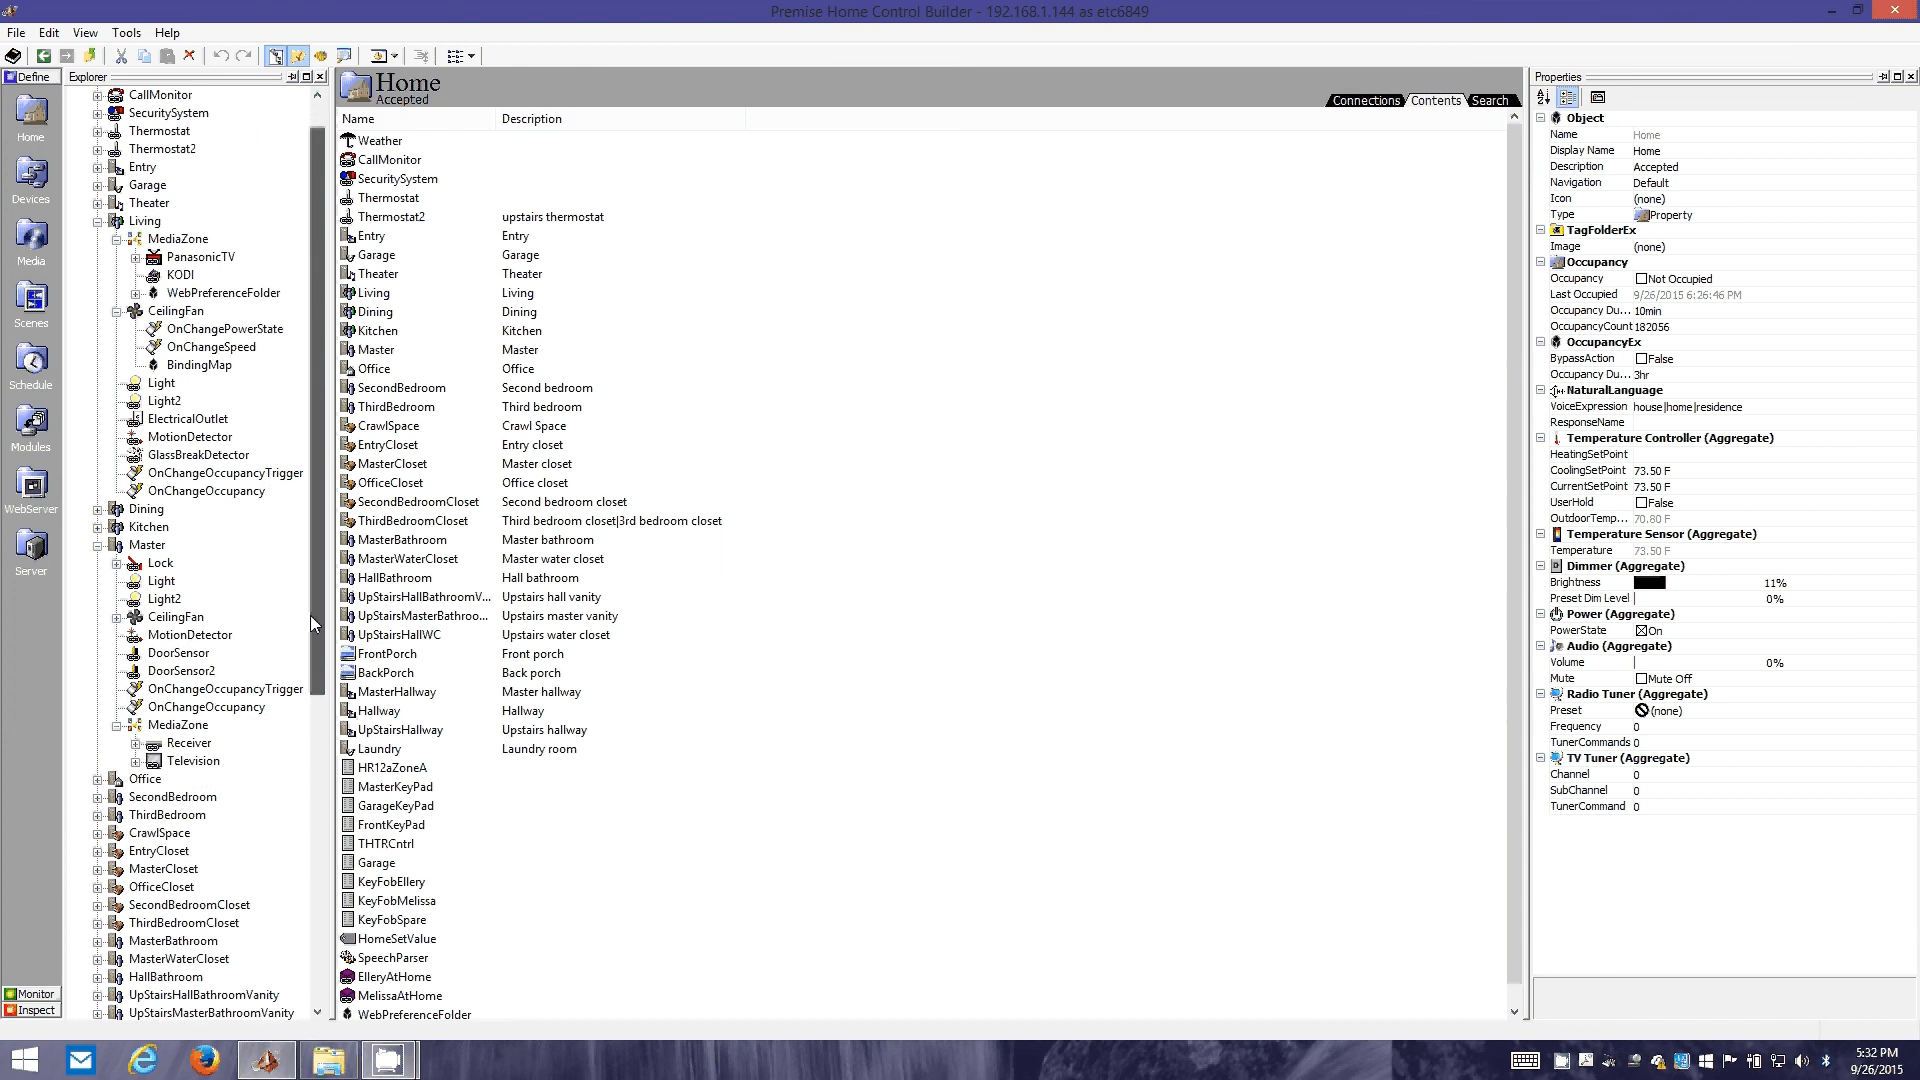 Premise Home Control Builder - 192.168.1.144 as etc6849
File Edit View Tools Help
Define
Home
Devices
Media
Scenes
Schedule
Modules
WebServer
Server
Monitor
Inspect
Explorer
CallMonitor
SecuritySystem
Thermostat
Thermostat2
Entry
Garage
Theater
Living
MediaZone
PanasonicTV
KODI
WebPreferenceFolder
CeilingFan
OnChangePowerState
OnChangeSpeed
BindingMap
Light
Light2
ElectricalOutlet
MotionDetector
GlassBreakDetector
OnChangeOccupancyTrigger
OnChangeOccupancy
Dining
Kitchen
Master
Lock
Light
Light2
CeilingFan
MotionDetector
DoorSensor
DoorSensor2
OnChangeOccupancyTrigger
OnChangeOccupancy
MediaZone
Receiver
Television
Office
SecondBedroom
ThirdBedroom
CrawlSpace
EntryCloset
MasterCloset
OfficeCloset
SecondBedroomCloset
ThirdBedroomCloset
MasterBathroom
MasterWaterCloset
HallBathroom
UpStairsHallBathroomVanity
UpStairsMasterBathroomVanity
Home
Accepted
Connections Contents Search
Name Description
Weather
CallMonitor
SecuritySystem
Thermostat
Thermostat2 upstairs thermostat
Entry Entry
Garage Garage
Theater Theater
Living Living
Dining Dining
Kitchen Kitchen
Master Master
Office Office
SecondBedroom Second bedroom
ThirdBedroom Third bedroom
CrawlSpace Crawl Space
EntryCloset Entry closet
MasterCloset Master closet
OfficeCloset Office closet
SecondBedroomCloset Second bedroom closet
ThirdBedroomCloset Third bedroom closet|3rd bedroom closet
MasterBathroom Master bathroom
MasterWaterCloset Master water closet
HallBathroom Hall bathroom
UpStairsHallBathroomV... Upstairs hall vanity
UpStairsMasterBathroo... Upstairs master vanity
UpStairsHallWC Upstairs water closet
FrontPorch Front porch
BackPorch Back porch
MasterHallway Master hallway
Hallway Hallway
UpStairsHallway Upstairs hallway
Laundry Laundry room
HR12aZoneA
MasterKeyPad
GarageKeyPad
FrontKeyPad
THTRCntrl
Garage
KeyFobEllery
KeyFobMelissa
KeyFobSpare
HomeSetValue
SpeechParser
ElleryAtHome
MelissaAtHome
WebPreferenceFolder
Properties
Object
Name Home
Display Name Home
Description Accepted
Navigation Default
Icon (none)
Type Property
TagFolderEx
Image (none)
Occupancy
Occupancy Not Occupied
Last Occupied 9/26/2015 6:26:46 PM
Occupancy Du... 10min
OccupancyCount 182056
OccupancyEx
BypassAction False
Occupancy Du... 3hr
NaturalLanguage
VoiceExpression house|home|residence
ResponseName
Temperature Controller (Aggregate)
HeatingSetPoint
CoolingSetPoint 73.50 F
CurrentSetPoint 73.50 F
UserHold False
OutdoorTemp... 70.80 F
Temperature Sensor (Aggregate)
Temperature 73.50 F
Dimmer (Aggregate)
Brightness 11%
Preset Dim Level 0%
Power (Aggregate)
PowerState On
Audio (Aggregate)
Volume 0%
Mute Mute Off
Radio Tuner (Aggregate)
Preset (none)
Frequency 0
TunerCommands 0
TV Tuner (Aggregate)
Channel 0
SubChannel 0
TunerCommand 0
5:32 PM
9/26/2015